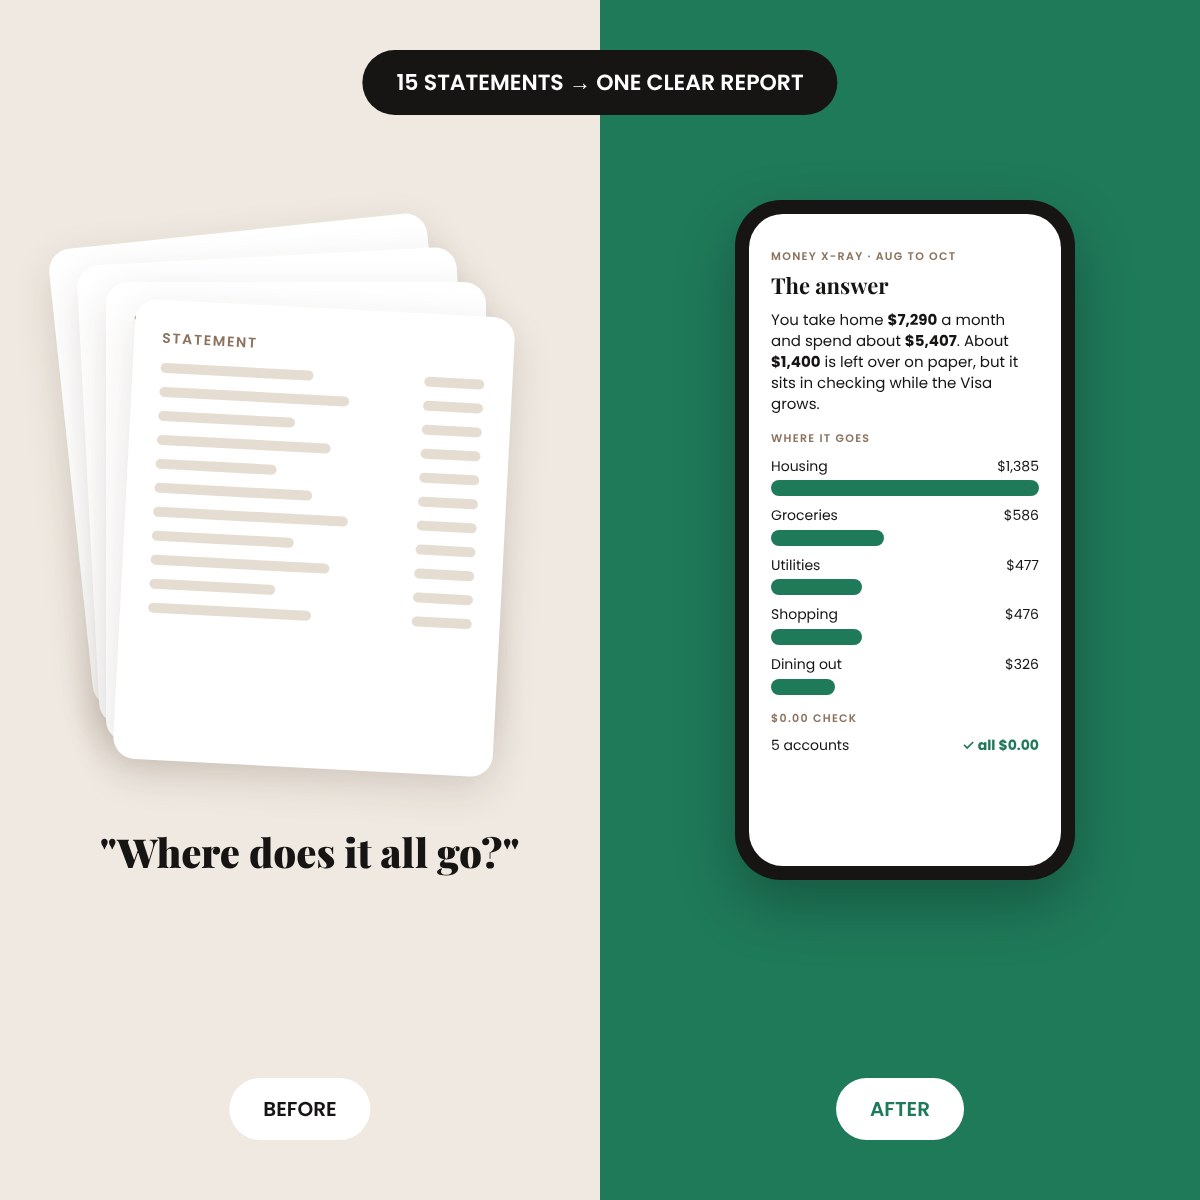 15 STATEMENTS → ONE CLEAR REPORT
STATEMENT
"Where does it all go?"
BEFORE
MONEY X-RAY · AUG TO OCT
The answer
You take home $7,290 a month
and spend about $5,407. About
$1,400 is left over on paper, but it
sits in checking while the Visa
grows.
WHERE IT GOES
Housing $1,385
Groceries $586
Utilities $477
Shopping $476
Dining out $326
$0.00 CHECK
5 accounts ✓ all $0.00
AFTER